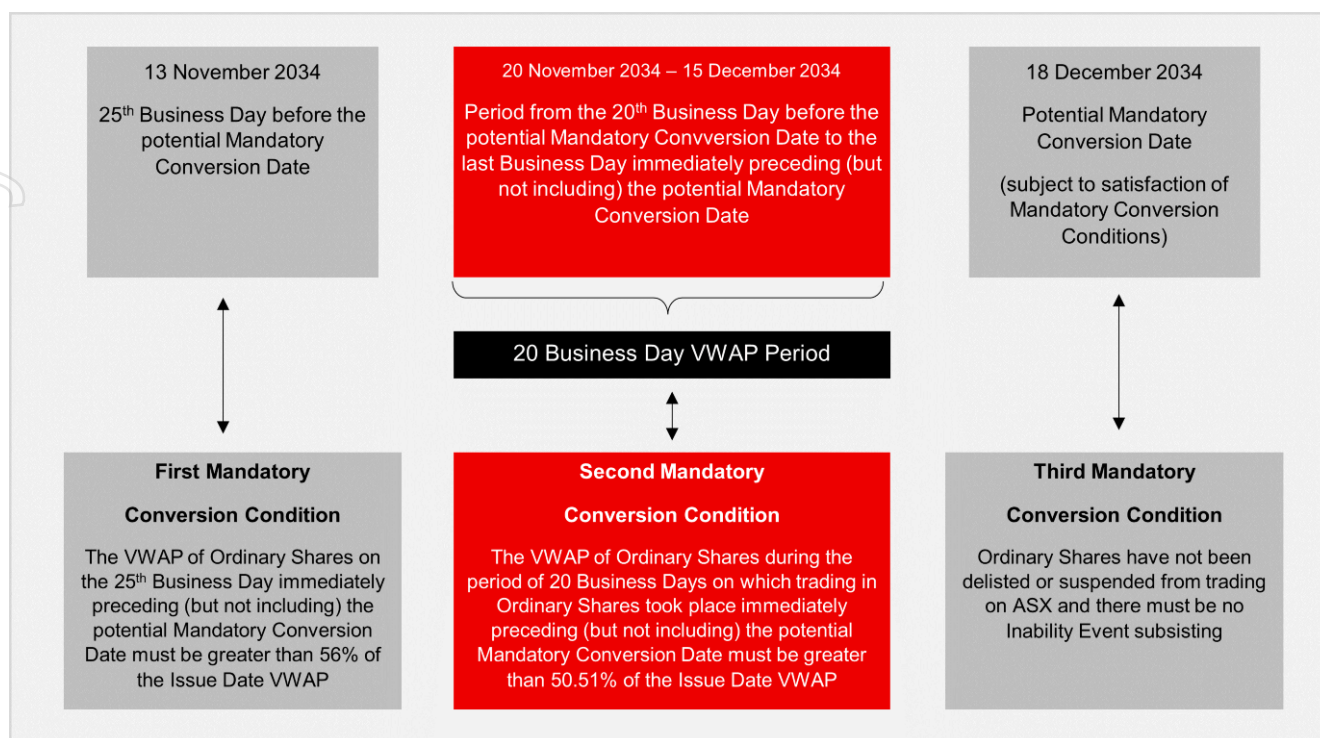 13 November 2034
25th Business Day before the
potential Mandatory
Conversion Date
20 November 2034 – 15 December 2034
Period from the 20th Business Day before the
potential Mandatory Convversion Date to the
last Business Day immediately preceding (but
not including) the potential Mandatory
Conversion Date
18 December 2034
Potential Mandatory
Conversion Date
(subject to satisfaction of
Mandatory Conversion
Conditions)
20 Business Day VWAP Period
First Mandatory
Conversion Condition
The VWAP of Ordinary Shares on
the 25th Business Day immediately
preceding (but not including) the
potential Mandatory Conversion
Date must be greater than 56% of
the Issue Date VWAP
Second Mandatory
Conversion Condition
The VWAP of Ordinary Shares during the
period of 20 Business Days on which trading in
Ordinary Shares took place immediately
preceding (but not including) the potential
Mandatory Conversion Date must be greater
than 50.51% of the Issue Date VWAP
Third Mandatory
Conversion Condition
Ordinary Shares have not been
delisted or suspended from trading
on ASX and there must be no
Inability Event subsisting